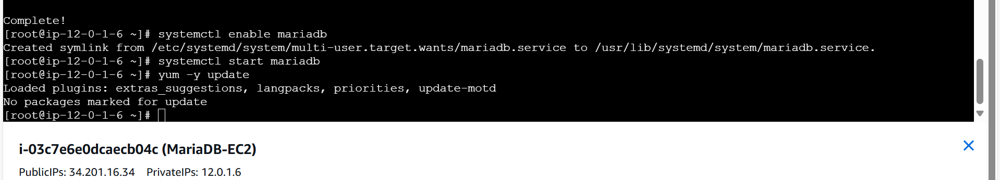 Complete!
[root@ip-12-0-1-6 ~]# systemctl enable mariadb
Created symlink from /etc/systemd/system/multi-user.target.wants/mariadb.service to /usr/lib/systemd/system/mariadb.service.
[root@ip-12-0-1-6 ~]# systemctl start mariadb
[root@ip-12-0-1-6 ~]# yum -y update
Loaded plugins: extras_suggestions, langpacks, priorities, update-motd
No packages marked for update
[root@ip-12-0-1-6 ~]#
i-03c7e6e0dcaecb04c (MariaDB-EC2)
PublicIPs: 34.201.16.34 PrivateIPs: 12.0.1.6